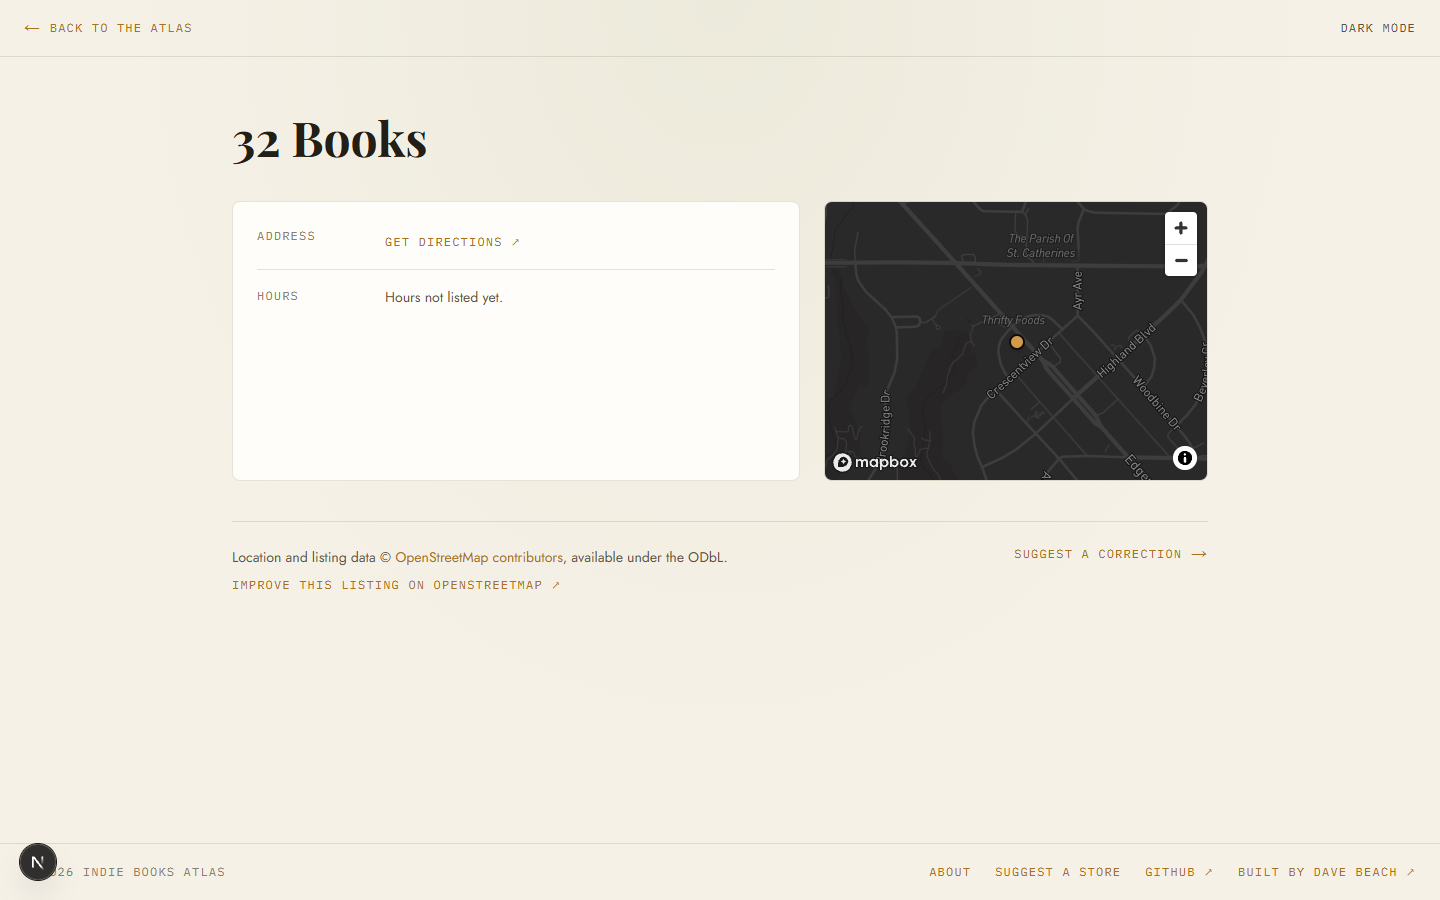 ← BACK TO THE ATLAS
DARK MODE
32 Books
ADDRESS
GET DIRECTIONS ↗
HOURS
Hours not listed yet.
The Parish Of
St. Catherines
Ayr Ave
Thrifty Foods
Crescentview Dr
Highland Blvd
Woodbine Dr
mapbox
Location and listing data © OpenStreetMap contributors, available under the ODbL.
IMPROVE THIS LISTING ON OPENSTREETMAP ↗
SUGGEST A CORRECTION →
N
26 INDIE BOOKS ATLAS
ABOUT
SUGGEST A STORE
GITHUB ↗
BUILT BY DAVE BEACH ↗